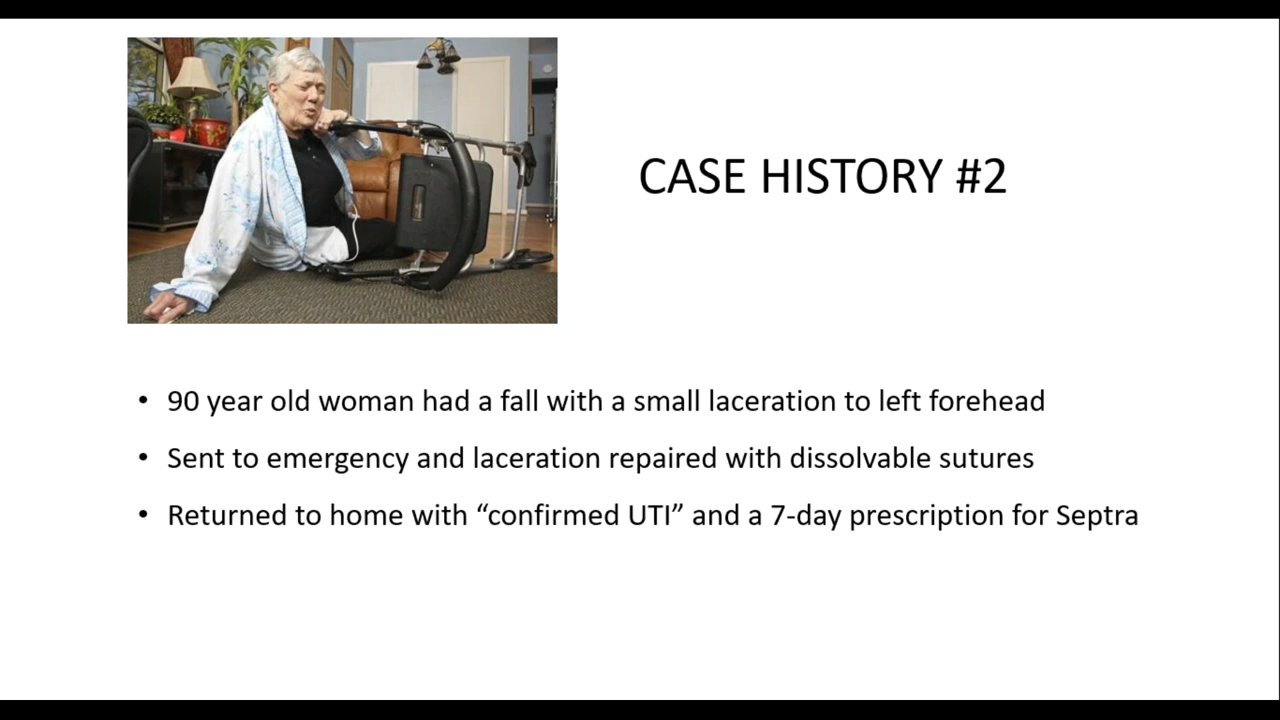 CASE HISTORY #2
• 90 year old woman had a fall with a small laceration to left forehead
• Sent to emergency and laceration repaired with dissolvable sutures
• Returned to home with “confirmed UTI” and a 7-day prescription for Septra